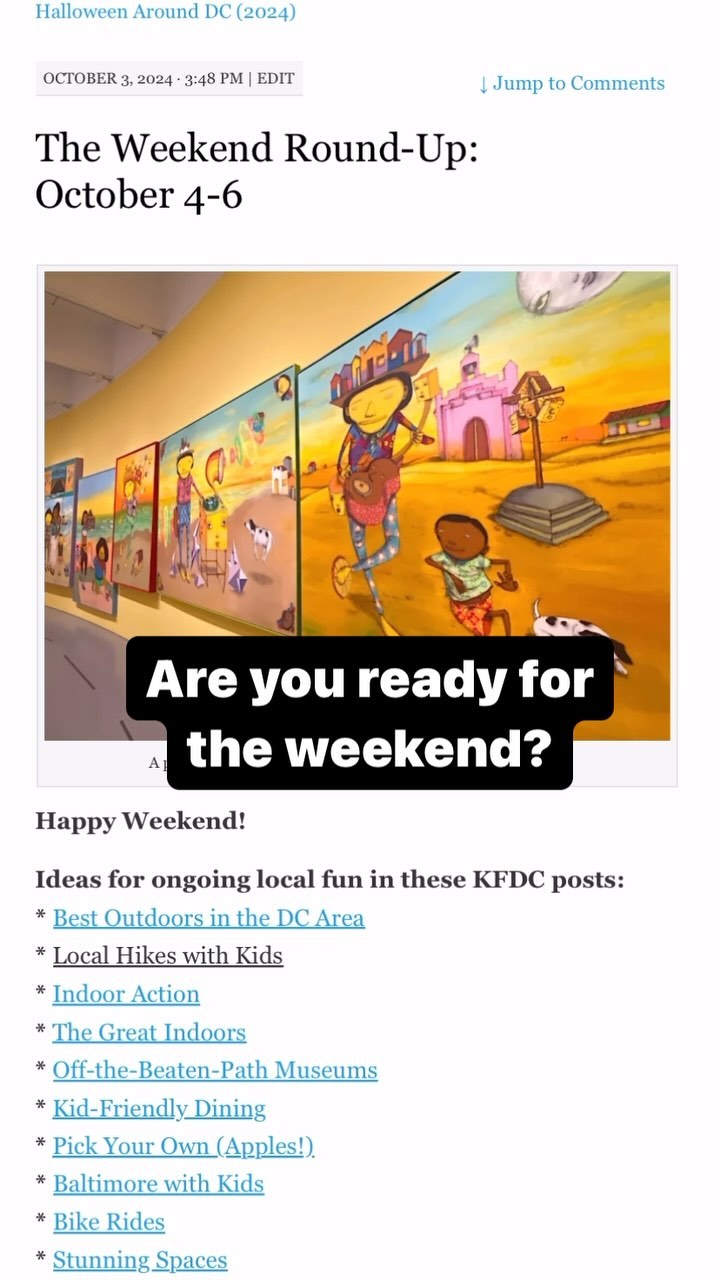 Halloween Around DC (2024)
OCTOBER 3, 2024 · 3:48 PM | EDIT
↓ Jump to Comments
The Weekend Round-Up:
October 4-6
Are you ready for
the weekend?
A
Happy Weekend!
Ideas for ongoing local fun in these KFDC posts:
* Best Outdoors in the DC Area
* Local Hikes with Kids
* Indoor Action
* The Great Indoors
* Off-the-Beaten-Path Museums
* Kid-Friendly Dining
* Pick Your Own (Apples!)
* Baltimore with Kids
* Bike Rides
* Stunning Spaces